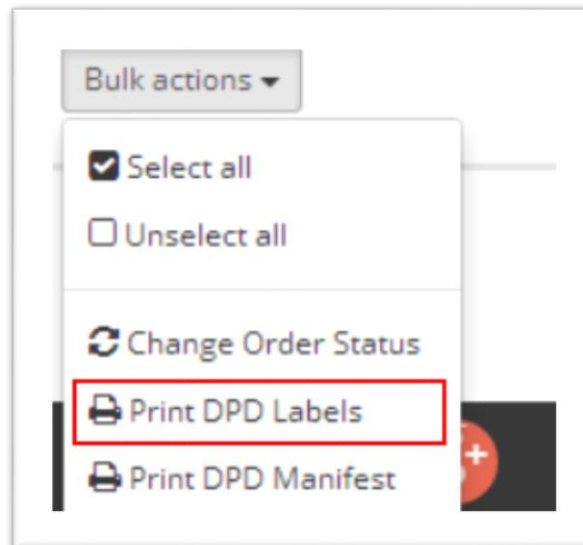 Bulk actions
Select all
Unselect all
Change Order Status
Print DPD Labels
Print DPD Manifest